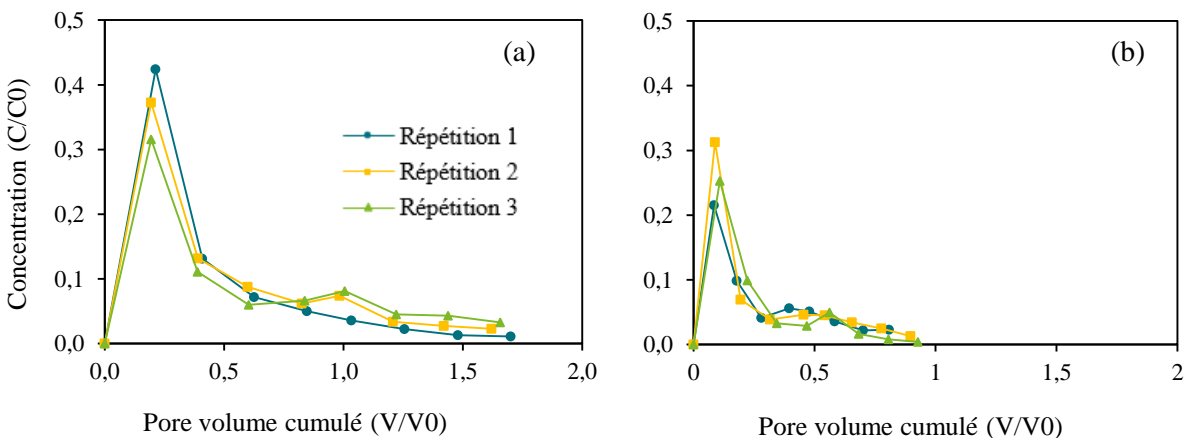 Concentration (C/C0)
0,5
0,4
0,3
0,2
0,1
0,0
(a)
Répétition 1
Répétition 2
Répétition 3
0,0 0,5 1,0 1,5 2,0
Pore volume cumulé (V/V0)
0,5
0,4
0,3
0,2
0,1
0,0
(b)
0 0,5 1 1,5 2
Pore volume cumulé (V/V0)